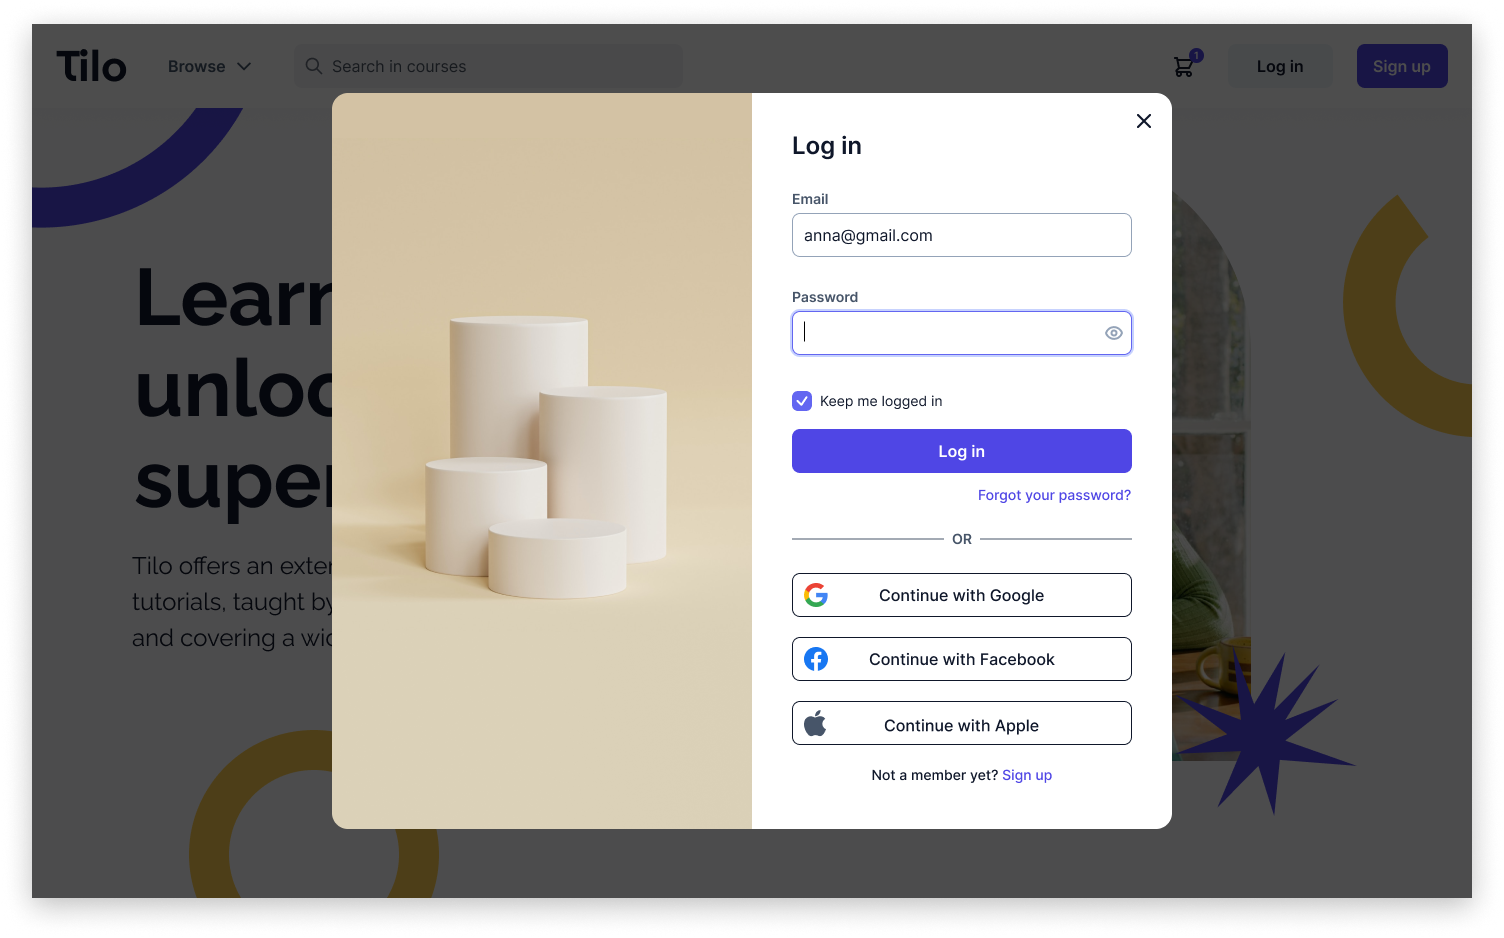 Tilo
Browse
Search in courses
1
Log in
Sign up
Learn
unloc
super
Tilo offers an exter
tutorials, taught by
and covering a wid
Log in
Email
anna@gmail.com
Password
Keep me logged in
Log in
Forgot your password?
OR
Continue with Google
Continue with Facebook
Continue with Apple
Not a member yet? Sign up